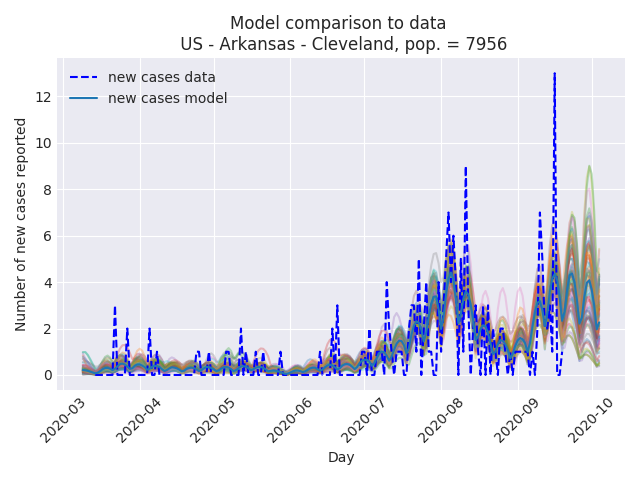 Model comparison to data
US - Arkansas - Cleveland, pop. = 7956
new cases data
new cases model
Number of new cases reported
12
10
8
6
4
2
0
2020-03
2020-04
2020-05
2020-06
2020-07
2020-08
2020-09
2020-10
Day